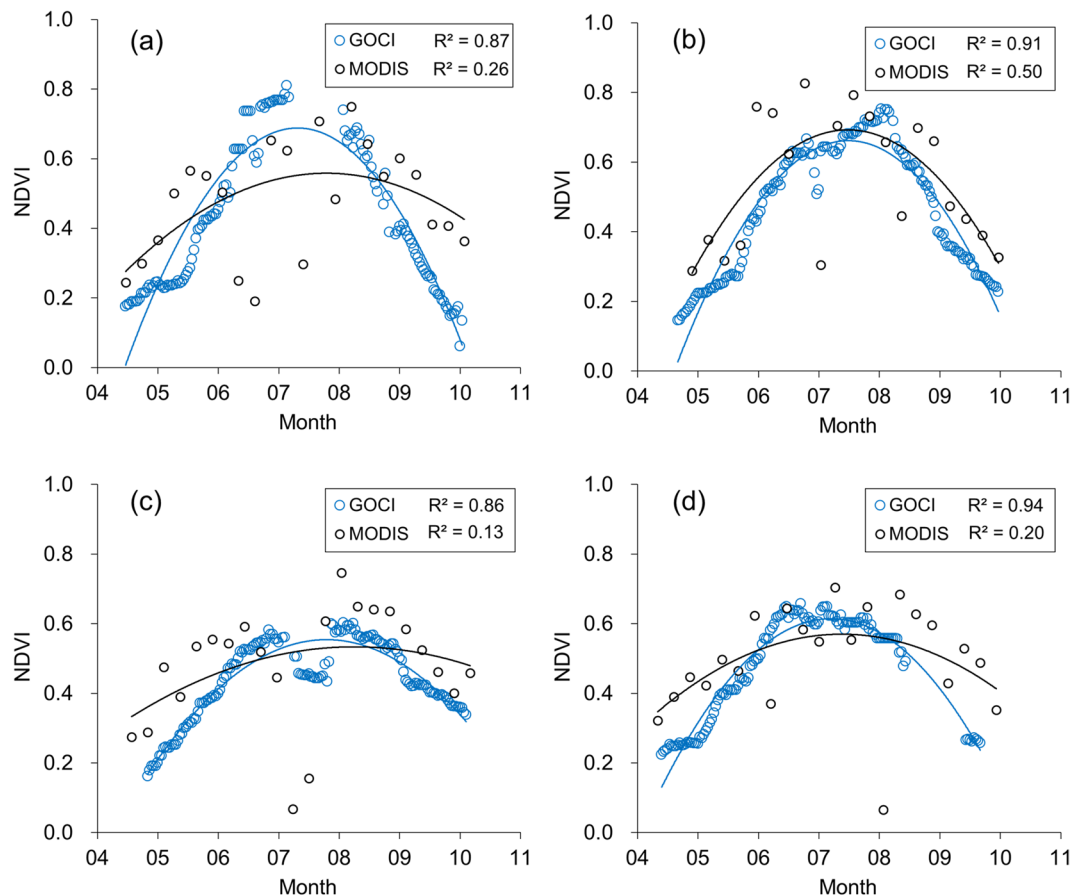 (a)
GOCI R² = 0.87
MODIS R² = 0.26
NDVI
1.0
0.8
0.6
0.4
0.2
0.0
04 05 06 07 08 09 10 11
Month
(b)
GOCI R² = 0.91
MODIS R² = 0.50
NDVI
1.0
0.8
0.6
0.4
0.2
0.0
04 05 06 07 08 09 10 11
Month
(c)
GOCI R² = 0.86
MODIS R² = 0.13
NDVI
1.0
0.8
0.6
0.4
0.2
0.0
04 05 06 07 08 09 10 11
Month
(d)
GOCI R² = 0.94
MODIS R² = 0.20
NDVI
1.0
0.8
0.6
0.4
0.2
0.0
04 05 06 07 08 09 10 11
Month